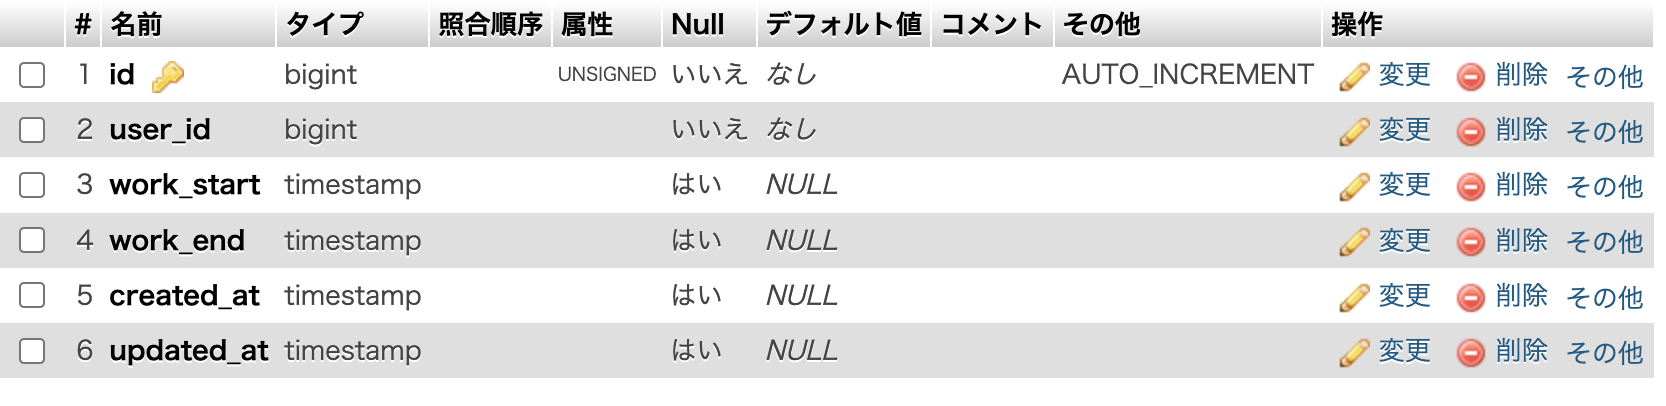 # 名前 タイプ 照合順序 属性 Null デフォルト値 コメント その他 操作
1 id bigint UNSIGNED いいえ なし AUTO_INCREMENT 変更 削除 その他
2 user_id bigint いいえ なし 変更 削除 その他
3 work_start timestamp はい NULL 変更 削除 その他
4 work_end timestamp はい NULL 変更 削除 その他
5 created_at timestamp はい NULL 変更 削除 その他
6 updated_at timestamp はい NULL 変更 削除 その他